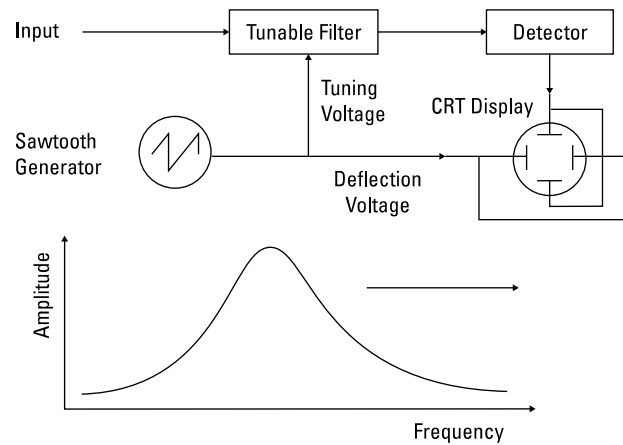 Input
Tunable Filter
Detector
Tuning
Voltage
CRT Display
Sawtooth
Generator
Deflection
Voltage
Amplitude
Frequency